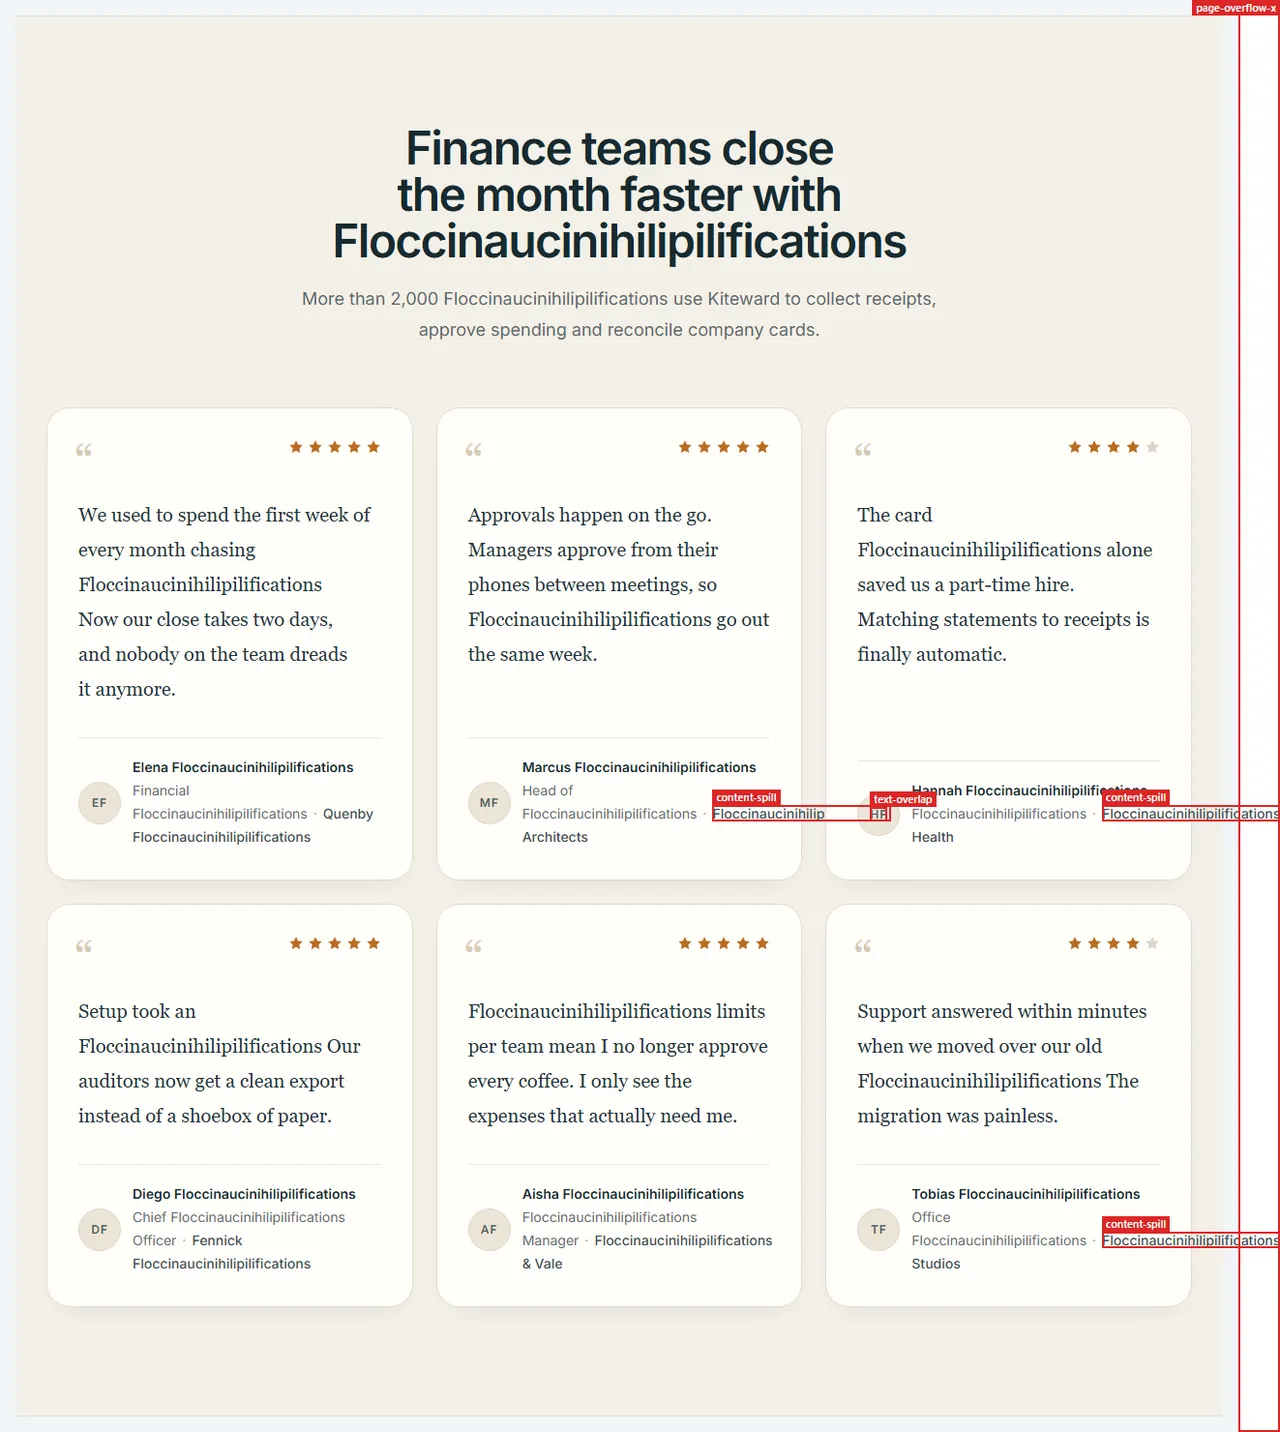 page-overflow-x
Finance teams close
the month faster with
Floccinaucinihilipilifications
More than 2,000 Floccinaucinihilipilifications use Kiteward to collect receipts,
approve spending and reconcile company cards.
“
We used to spend the first week of
every month chasing
Floccinaucinihilipilifications
Now our close takes two days,
and nobody on the team dreads
it anymore.
EF
Elena Floccinaucinihilipilifications
Financial
Floccinaucinihilipilifications · Quenby
Floccinaucinihilipilifications
“
Approvals happen on the go.
Managers approve from their
phones between meetings, so
Floccinaucinihilipilifications go out
the same week.
MF
Marcus Floccinaucinihilipilifications
Head of
content-spill
Floccinaucinihilipilifications · Floccinaucinihilip
Architects
“
The card
Floccinaucinihilipilifications alone
saved us a part-time hire.
Matching statements to receipts is
finally automatic.
text-overlap
HF
Hannah Floccinaucinihilipilifications
content-spill
Floccinaucinihilipilifications · Floccinaucinihilipilifications
Health
“
Setup took an
Floccinaucinihilipilifications Our
auditors now get a clean export
instead of a shoebox of paper.
DF
Diego Floccinaucinihilipilifications
Chief Floccinaucinihilipilifications
Officer · Fennick
Floccinaucinihilipilifications
“
Floccinaucinihilipilifications limits
per team mean I no longer approve
every coffee. I only see the
expenses that actually need me.
AF
Aisha Floccinaucinihilipilifications
Floccinaucinihilipilifications
Manager · Floccinaucinihilipilifications
& Vale
“
Support answered within minutes
when we moved over our old
Floccinaucinihilipilifications The
migration was painless.
TF
Tobias Floccinaucinihilipilifications
Office
content-spill
Floccinaucinihilipilifications · Floccinaucinihilipilifications
Studios